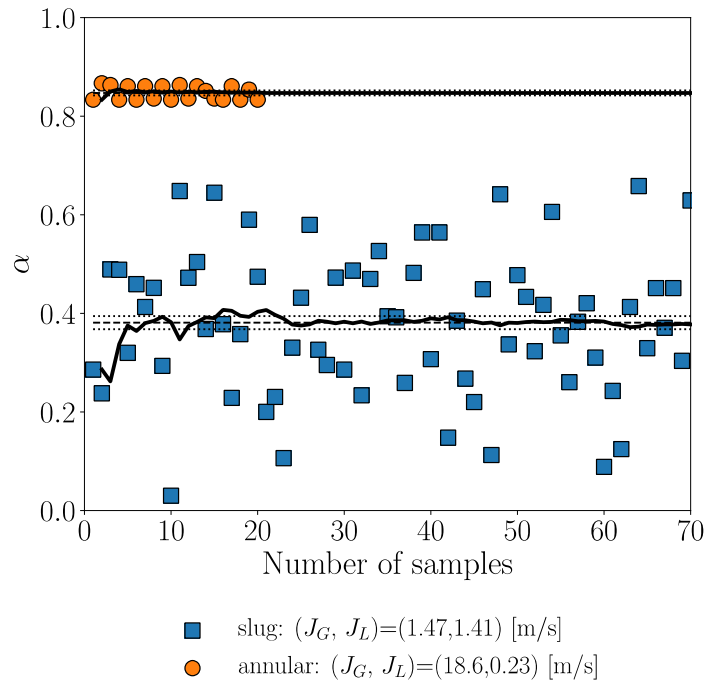 1.0
0.8
0.6
0.4
0.2
0.0
α
0 10 20 30 40 50 60 70
Number of samples
slug: (J_G, J_L)=(1.47,1.41) [m/s]
annular: (J_G, J_L)=(18.6,0.23) [m/s]